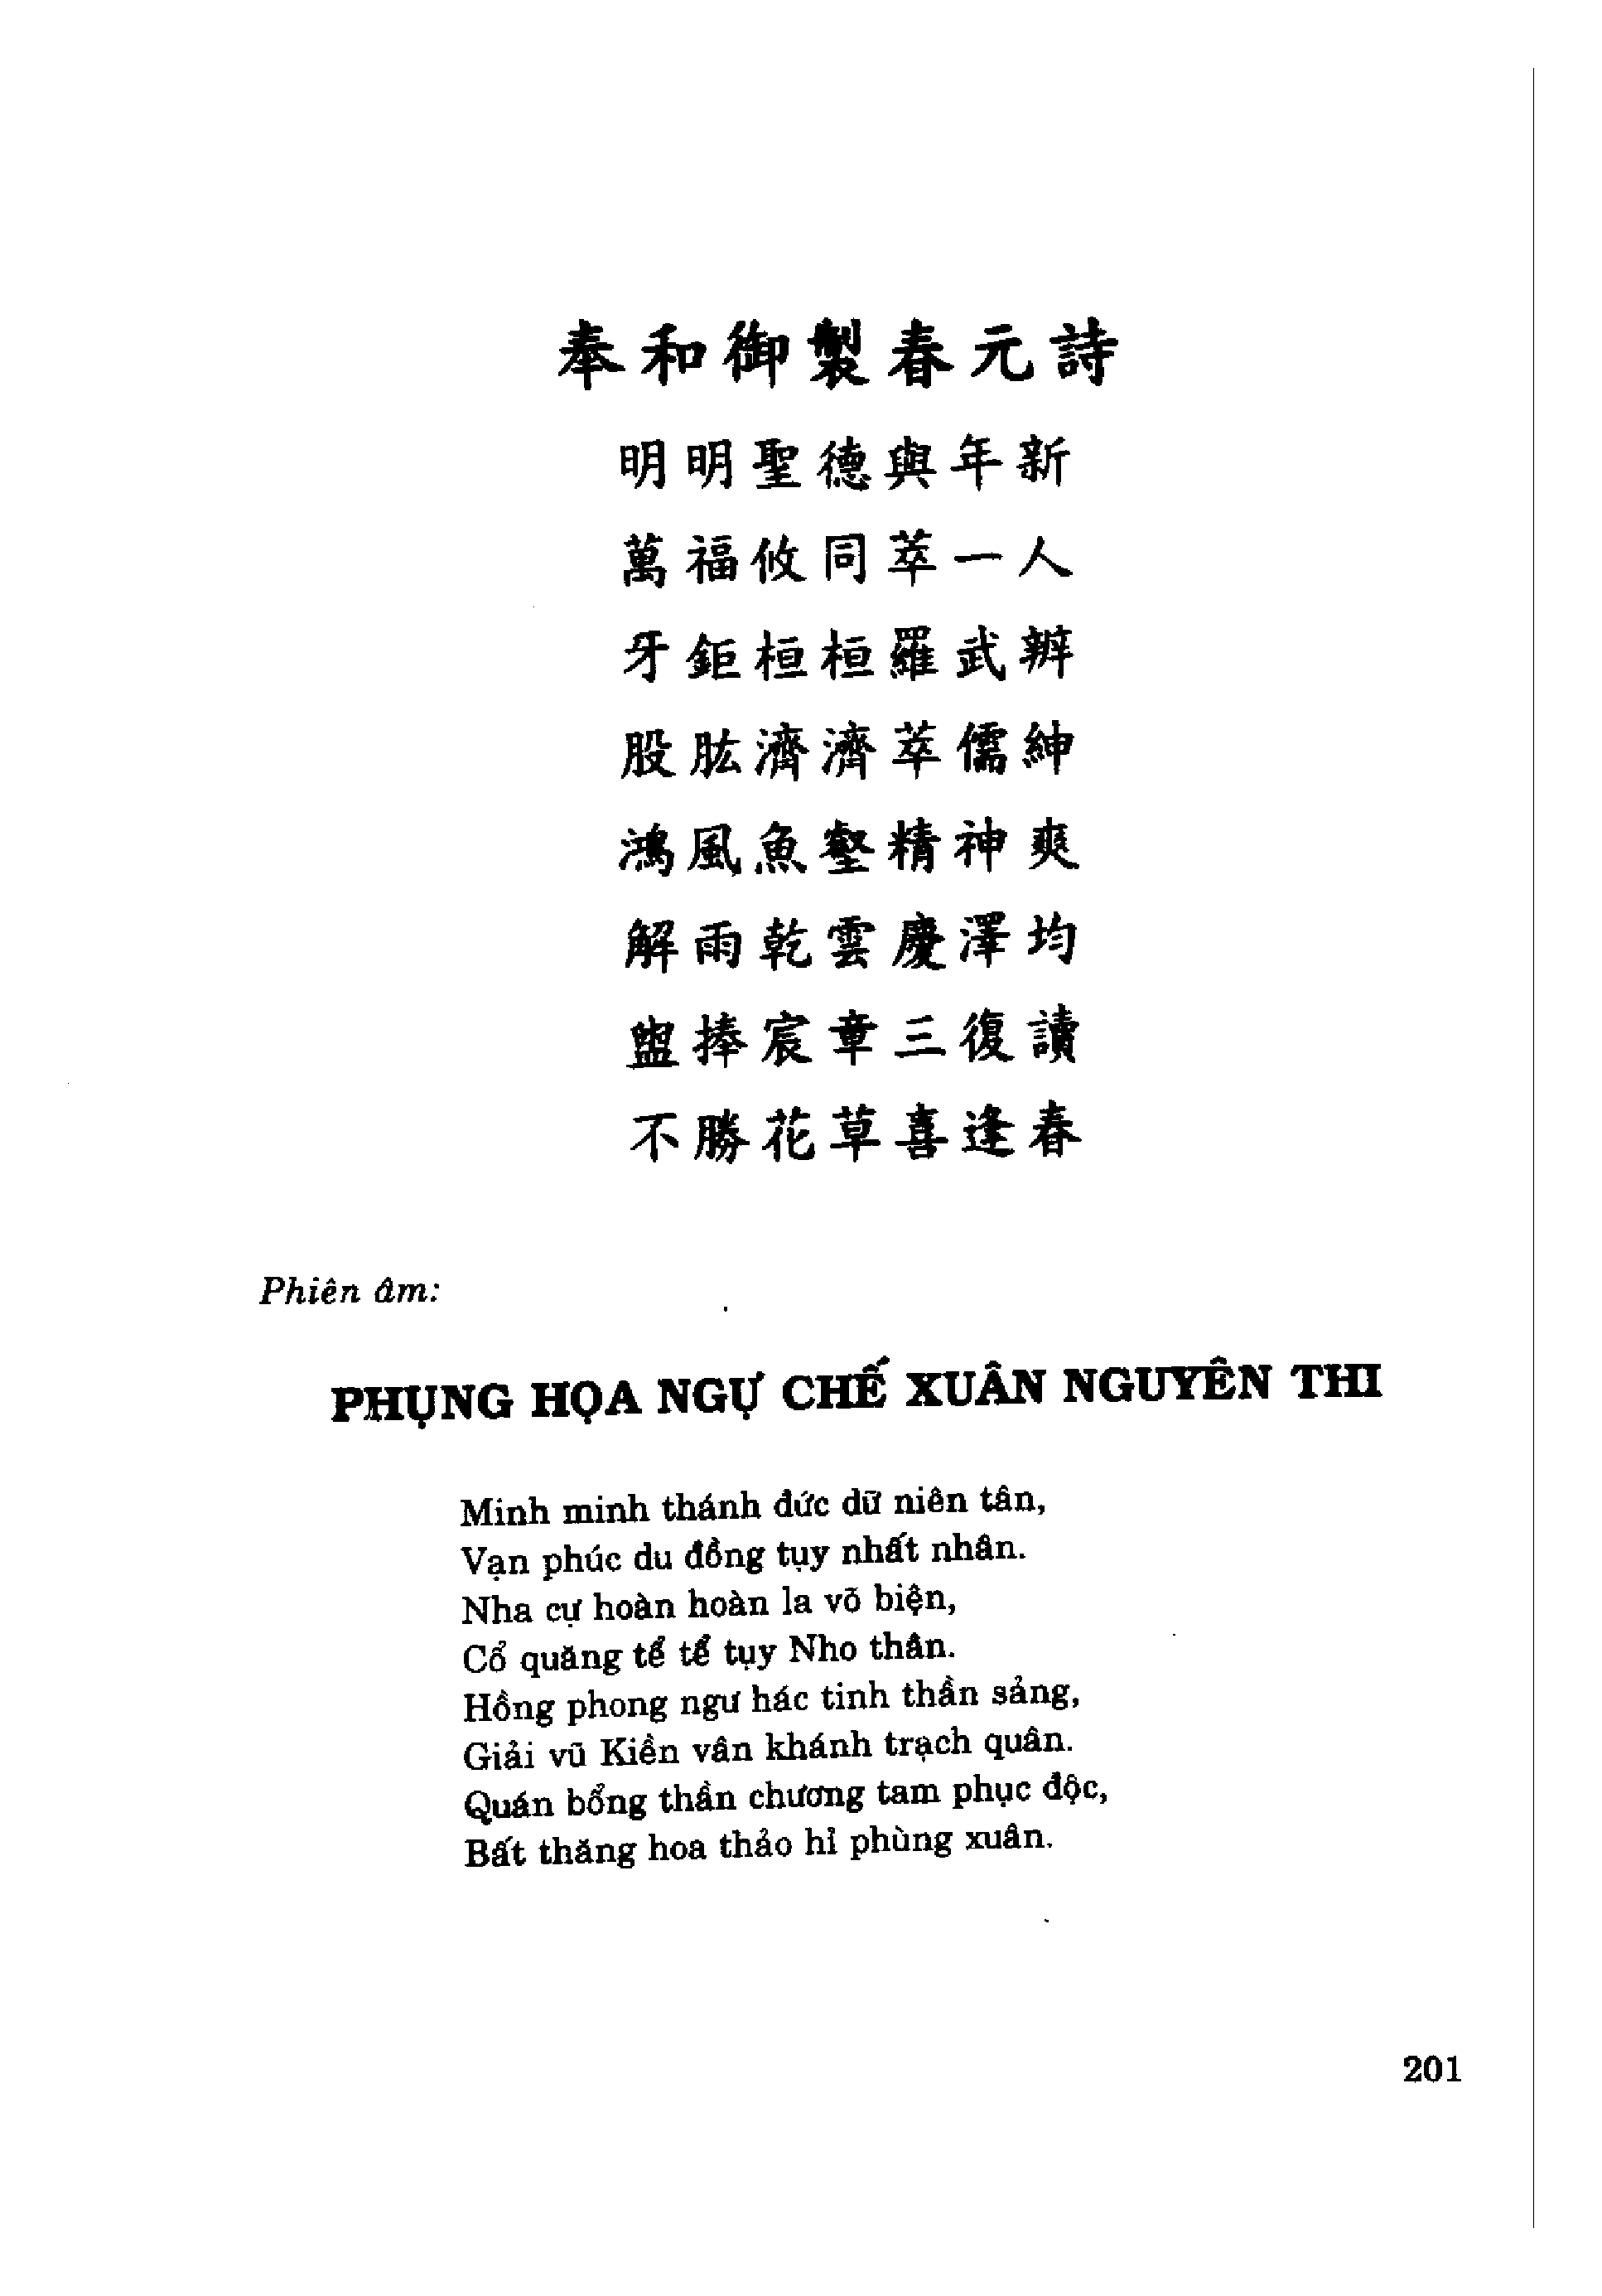 奉和御製春元詩
明明聖德與年新
萬福攸同萃一人
牙鉅桓桓羅武辨
股肱濟濟萃儒紳
鴻風魚壑精神爽
解雨乾雲慶澤均
盥捧宸章三復讀
不勝花草喜逢春
Phiên âm:
PHỤNG HỌA NGỰ CHẾ XUÂN NGUYÊN THI
Minh minh thánh đức dữ niên tân,
Vạn phúc du đồng tụy nhất nhân.
Nha cự hoàn hoàn la võ biện,
Cổ quăng tể tể tụy Nho thân.
Hồng phong ngư hác tinh thần sảng,
Giải vũ Kiền vân khánh trạch quân.
Quán bổng thần chương tam phục độc,
Bất thăng hoa thảo hỉ phùng xuân.
201